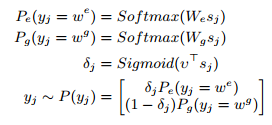 P_e(y_j = w^e) = Softmax(W_e s_j)
P_g(y_j = w^g) = Softmax(W_g s_j)
δ_j = Sigmoid(v^⊤ s_j)
y_j ∼ P(y_j) = [ δ_j P_e(y_j = w^e)
(1 − δ_j) P_g(y_j = w^g) ]